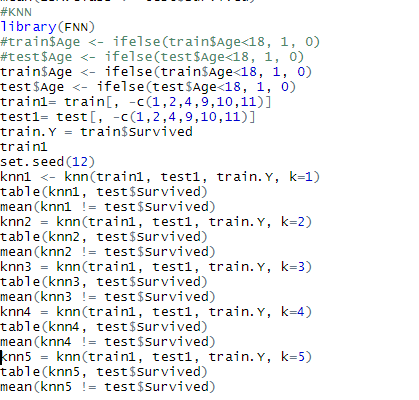 mean(... != test$Survived)
#KNN
library(FNN)
#train$Age <- ifelse(train$Age<18, 1, 0)
#test$Age <- ifelse(test$Age<18, 1, 0)
train$Age <- ifelse(train$Age<18, 1, 0)
test$Age <- ifelse(test$Age<18, 1, 0)
train1= train[, -c(1,2,4,9,10,11)]
test1= test[, -c(1,2,4,9,10,11)]
train.Y = train$Survived
train1
set.seed(12)
knn1 <- knn(train1, test1, train.Y, k=1)
table(knn1, test$Survived)
mean(knn1 != test$Survived)
knn2 = knn(train1, test1, train.Y, k=2)
table(knn2, test$Survived)
mean(knn2 != test$Survived)
knn3 = knn(train1, test1, train.Y, k=3)
table(knn3, test$Survived)
mean(knn3 != test$Survived)
knn4 = knn(train1, test1, train.Y, k=4)
table(knn4, test$Survived)
mean(knn4 != test$Survived)
knn5 = knn(train1, test1, train.Y, k=5)
table(knn5, test$Survived)
mean(knn5 != test$Survived)